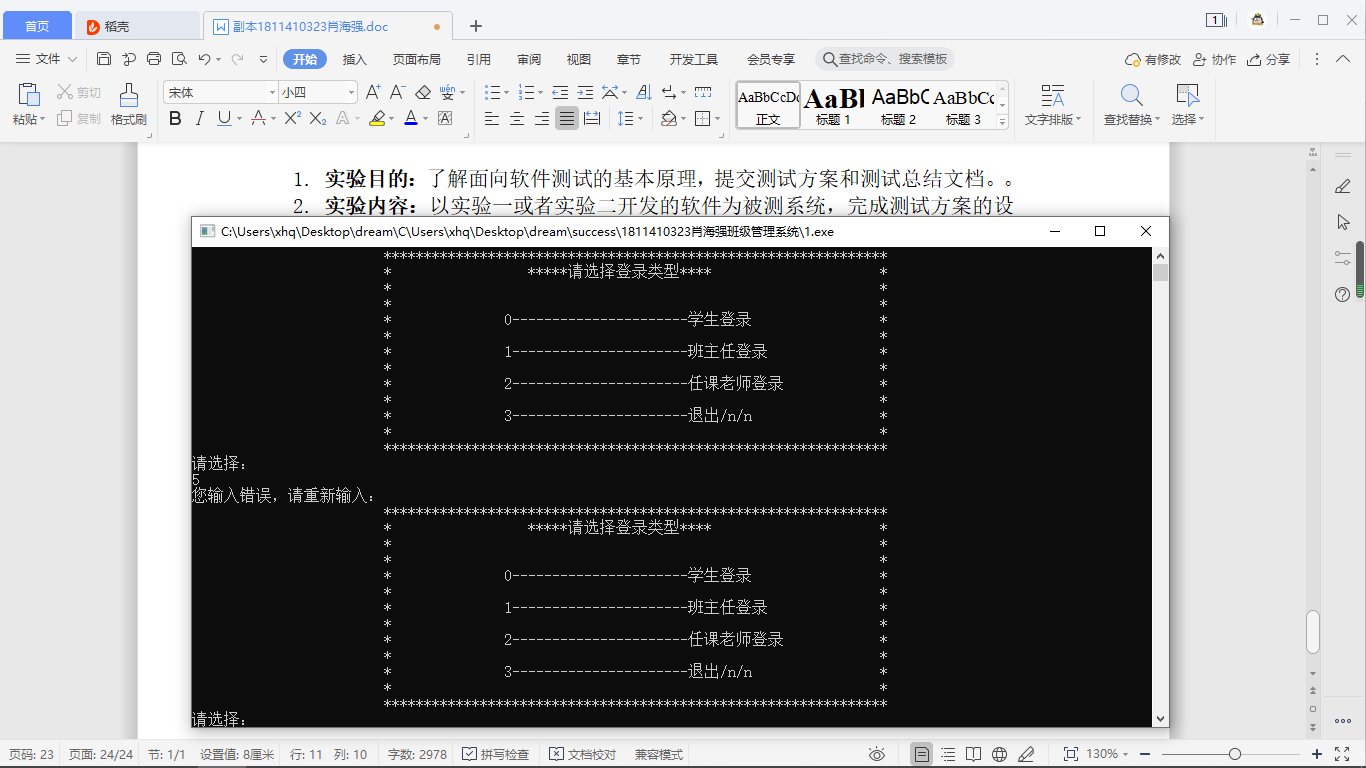 首页
稻壳
副本1811410323肖海强.doc
1
文件
开始
插入
页面布局
引用
审阅
视图
章节
开发工具
会员专享
查找命令、搜索模板
有修改
协作
分享
粘贴
剪切
复制
格式刷
宋体
小四
wén
AaBbCcDd
正文
AaBl
标题 1
AaBbC
标题 2
AaBbCc
标题 3
文字排版
查找替换
选择
1. 实验目的：了解面向软件测试的基本原理，提交测试方案和测试总结文档。。
2. 实验内容：以实验一或者实验二开发的软件为被测系统，完成测试方案的设
C:\Users\xhq\Desktop\dream\C\Users\xhq\Desktop\dream\success\1811410323肖海强班级管理系统\1.exe
***************************************************************
* *****请选择登录类型**** *
* *
* *
* 0----------------------学生登录 *
* *
* 1----------------------班主任登录 *
* *
* 2----------------------任课老师登录 *
* *
* 3----------------------退出/n/n *
* *
***************************************************************
请选择：
5
您输入错误，请重新输入：
***************************************************************
* *****请选择登录类型**** *
* *
* *
* 0----------------------学生登录 *
* *
* 1----------------------班主任登录 *
* *
* 2----------------------任课老师登录 *
* *
* 3----------------------退出/n/n *
* *
***************************************************************
请选择：
页码: 23
页面: 24/24
节: 1/1
设置值: 8厘米
行: 11
列: 10
字数: 2978
拼写检查
文档校对
兼容模式
130%